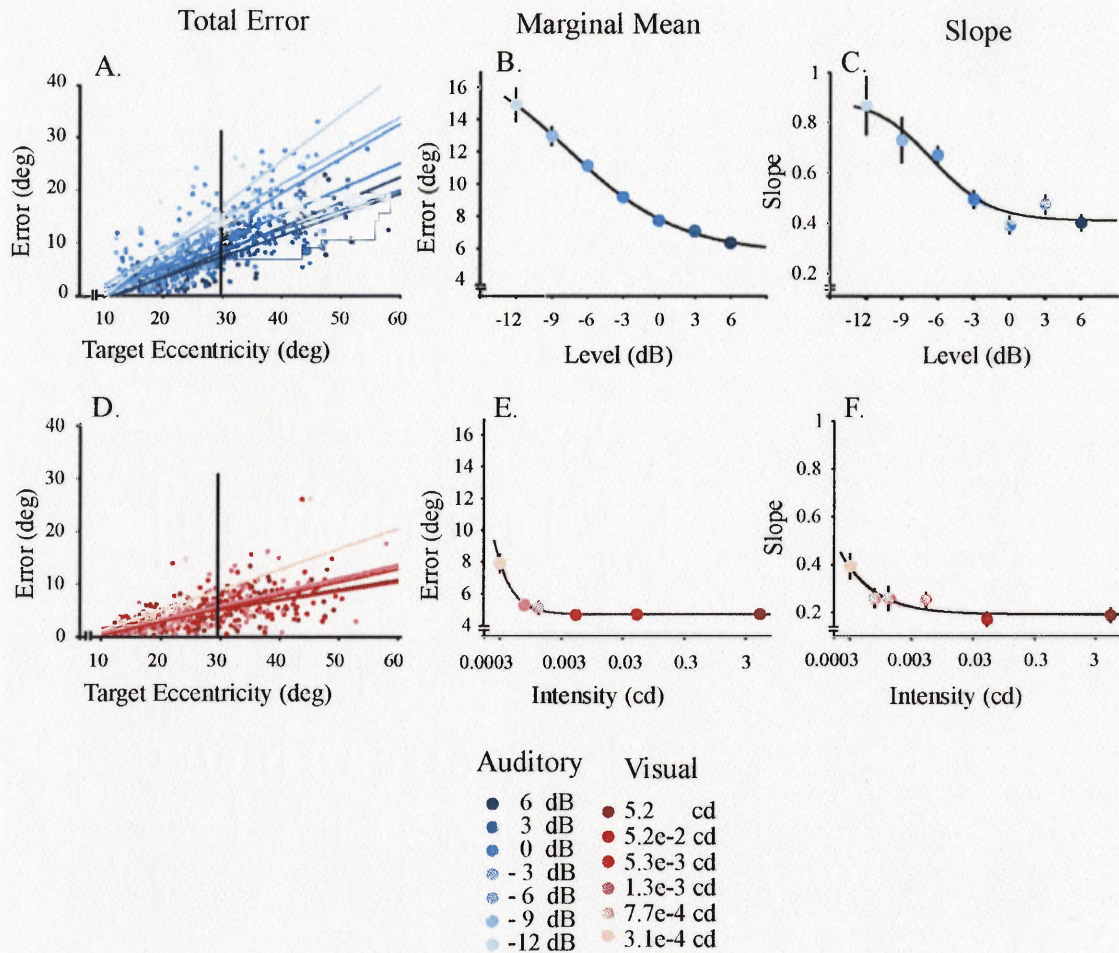 Total Error
Marginal Mean
Slope
A.
40
30
20
10
0
Error (deg)
10 20 30 40 50 60
Target Eccentricity (deg)
B.
16
14
12
10
8
6
4
Error (deg)
-12 -9 -6 -3 0 3 6
Level (dB)
C.
1
0.8
0.6
0.4
0.2
Slope
-12 -9 -6 -3 0 3 6
Level (dB)
D.
40
30
20
10
0
Error (deg)
10 20 30 40 50 60
Target Eccentricity (deg)
E.
16
14
12
10
8
6
4
Error (deg)
0.0003 0.003 0.03 0.3 3
Intensity (cd)
F.
1
0.8
0.6
0.4
0.2
Slope
0.0003 0.003 0.03 0.3 3
Intensity (cd)
Auditory
6 dB
3 dB
0 dB
-3 dB
-6 dB
-9 dB
-12 dB
Visual
5.2 cd
5.2e-2 cd
5.3e-3 cd
1.3e-3 cd
7.7e-4 cd
3.1e-4 cd